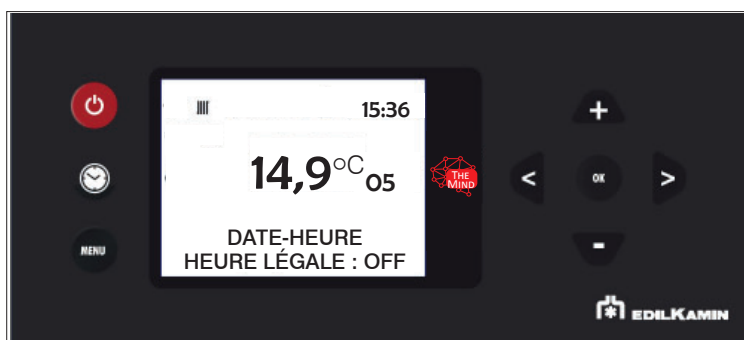 15:36
14,9°C 05
THE
MIND
DATE-HEURE
HEURE LÉGALE : OFF
MENU
+
< OK >
-
EDILKAMIN